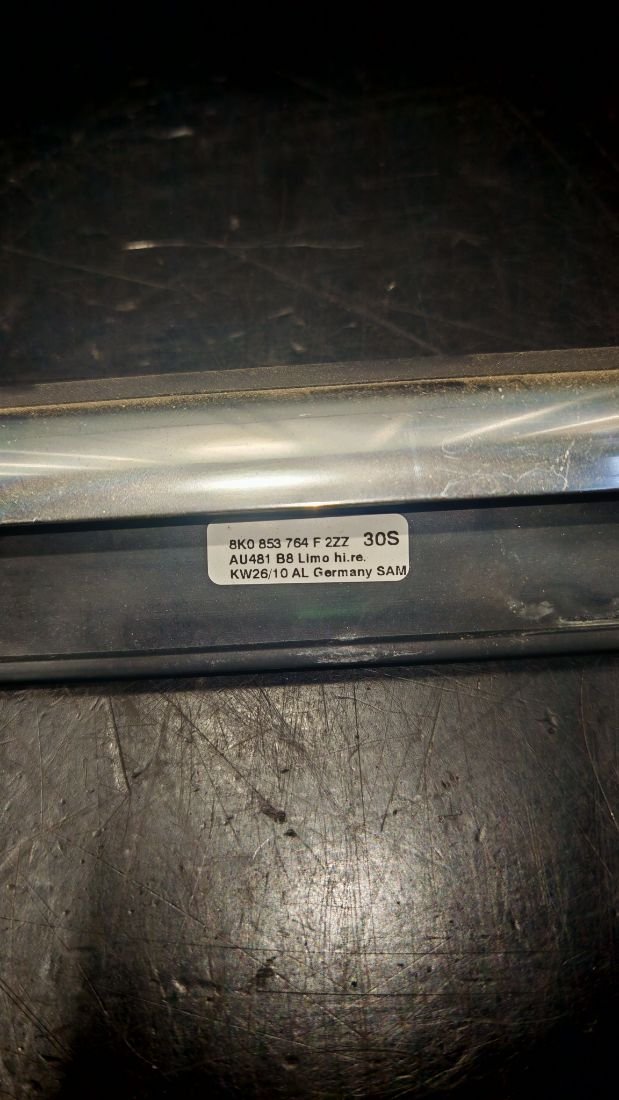 8K0 853 764 F 2ZZ 30S
AU481 B8 Limo hi.re.
KW26/10 AL Germany SAM